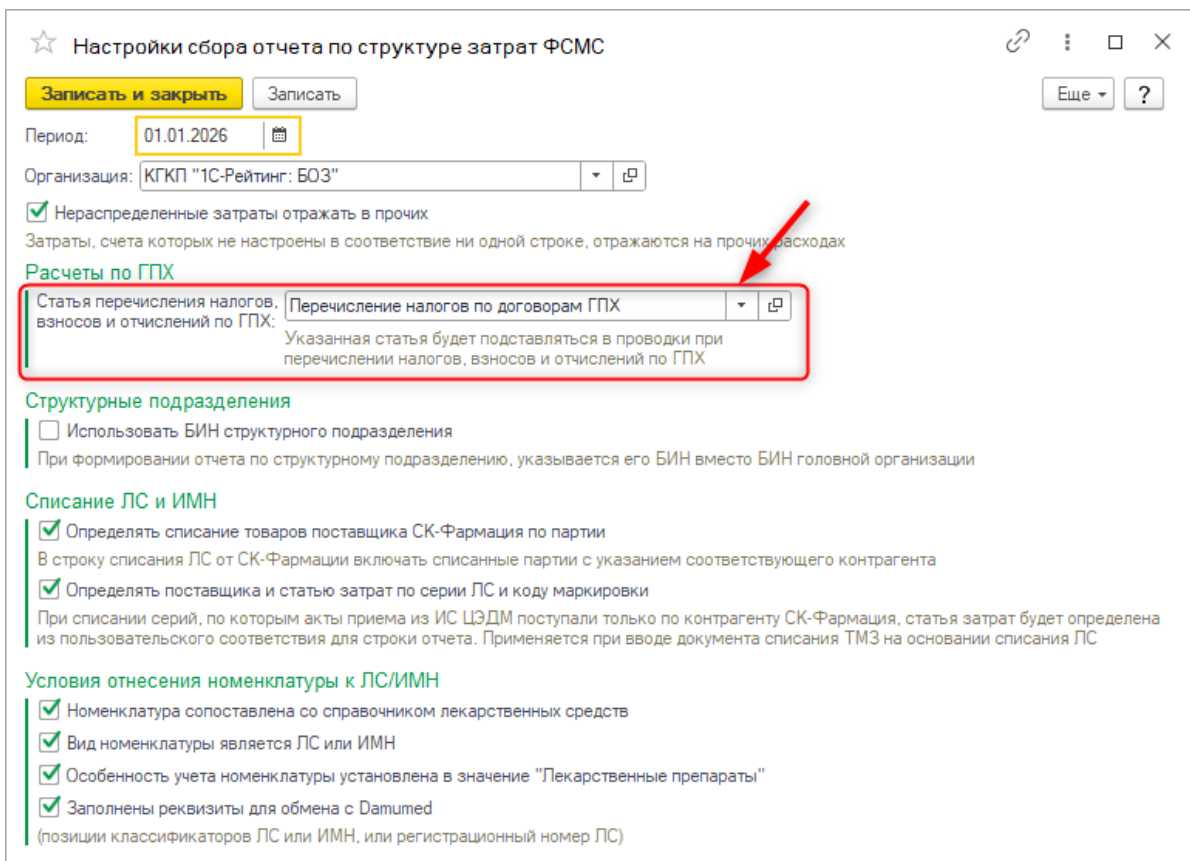 Настройки сбора отчета по структуре затрат ФСМС
Записать и закрыть Записать Еще ?
Период: 01.01.2026
Организация: КГКП "1С-Рейтинг: БОЗ"
Нераспределенные затраты отражать в прочих
Затраты, счета которых не настроены в соответствие ни одной строке, отражаются на прочих расходах
Расчеты по ГПХ
Статья перечисления налогов, взносов и отчислений по ГПХ: Перечисление налогов по договорам ГПХ
Указанная статья будет подставляться в проводки при
перечислении налогов, взносов и отчислений по ГПХ
Структурные подразделения
Использовать БИН структурного подразделения
При формировании отчета по структурному подразделению, указывается его БИН вместо БИН головной организации
Списание ЛС и ИМН
Определять списание товаров поставщика СК-Фармация по партии
В строку списания ЛС от СК-Фармации включать списанные партии с указанием соответствующего контрагента
Определять поставщика и статью затрат по серии ЛС и коду маркировки
При списании серий, по которым акты приема из ИС ЦЭДМ поступали только по контрагенту СК-Фармация, статья затрат будет определена
из пользовательского соответствия для строки отчета. Применяется при вводе документа списания ТМЗ на основании списания ЛС
Условия отнесения номенклатуры к ЛС/ИМН
Номенклатура сопоставлена со справочником лекарственных средств
Вид номенклатуры является ЛС или ИМН
Особенность учета номенклатуры установлена в значение "Лекарственные препараты"
Заполнены реквизиты для обмена с Damumed
(позиции классификаторов ЛС или ИМН, или регистрационный номер ЛС)